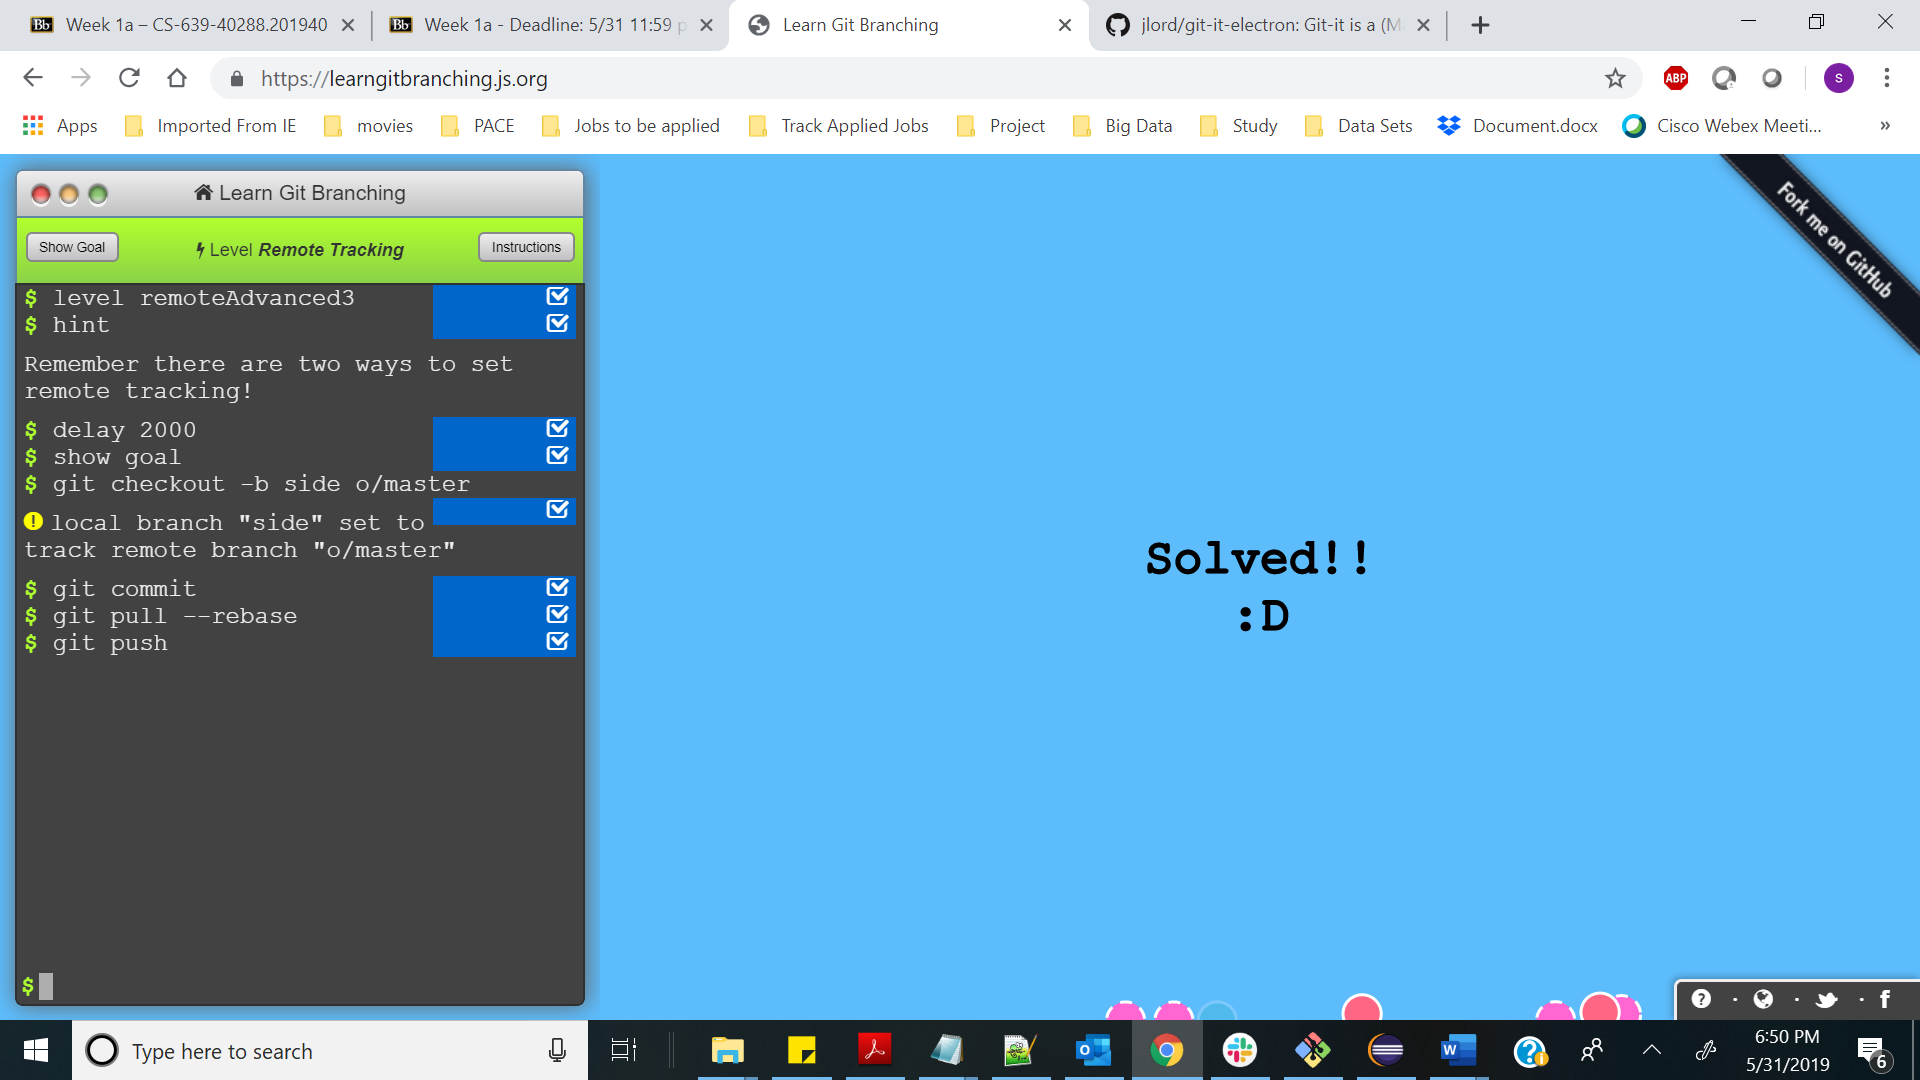 Week 1a – CS-639-40288.201940
Week 1a - Deadline: 5/31 11:59 p
Learn Git Branching
jlord/git-it-electron: Git-it is a (M
https://learngitbranching.js.org
ABP
s
Apps
Imported From IE
movies
PACE
Jobs to be applied
Track Applied Jobs
Project
Big Data
Study
Data Sets
Document.docx
Cisco Webex Meeti...
»
Learn Git Branching
Show Goal
Level Remote Tracking
Instructions
Fork me on GitHub
$ level remoteAdvanced3
$ hint
Remember there are two ways to set
remote tracking!
$ delay 2000
$ show goal
$ git checkout -b side o/master
local branch "side" set to
track remote branch "o/master"
$ git commit
$ git pull --rebase
$ git push
$
Solved!!
:D
Type here to search
6:50 PM
5/31/2019
6